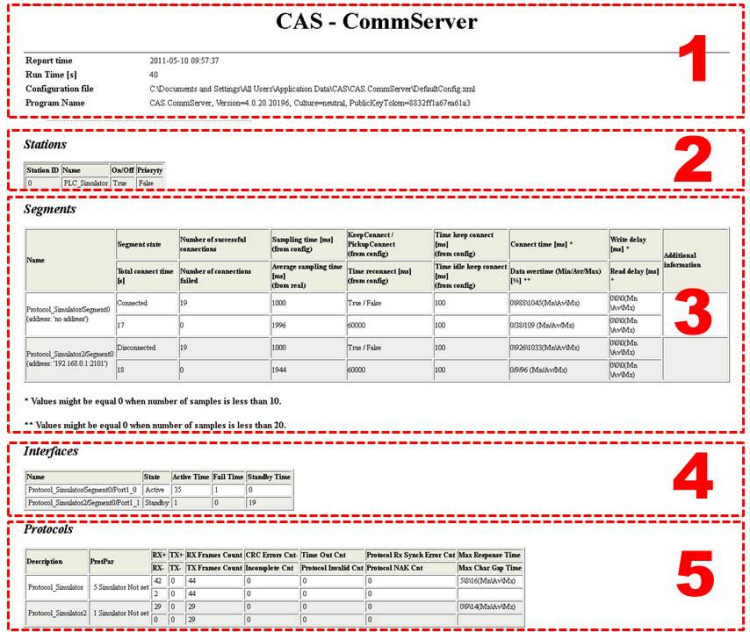 CAS - CommServer
1
Report time 2011-05-10 09:57:37
Run Time [s] 40
Configuration file C:\Documents and Settings\All Users\Application Data\CAS\CAS.CommServer\DefaultConfig.xml
Program Name CAS.CommServer, Version=4.0.20.20196, Culture=neutral, PublicKeyToken=8832ff1a67ea61a3
Stations
2
Station ID Name On/Off Prioryty
0 PLC_Simulator True False
Segments
3
Name Segment state Number of successful connections Sampling time [ms] (from config) KeepConnect / PickupConnect (from config) Time keep connect [ms] (from config) Connect time [ms] * Write delay [ms] * Additional information
Total connect time [s] Number of connections failed Average sampling time [ms] (from real) Time reconnect [ms] (from config) Time idle keep connect [ms] (from config) Data overtime (Min/Avr/Max) [%] ** Read delay [ms] *
Protocol_Simulator/Segment0 (address: 'no address') Connected 19 1000 True / False 100 0\988\1045(Mn\Av\Mx) 0\0\0(Mn \Av\Mx)
17 0 1996 60000 100 0/38/109 (Mn/Av/Mx) 0\0\0(Mn \Av\Mx)
Protocol_Simulator2/Segment0 (address: '192.168.0.1:2101') Disconnected 19 1000 True / False 100 0\926\1033(Mn\Av\Mx) 0\0\0(Mn \Av\Mx)
18 0 1944 60000 100 0/9/96 (Mn/Av/Mx) 0\0\0(Mn \Av\Mx)
* Values might be equal 0 when number of samples is less than 10.
** Values might be equal 0 when number of samples is less than 20.
Interfaces
4
Name State Active Time Fail Time Standby Time
Protocol_Simulator/Segment0/Port1_0 Active 35 1 0
Protocol_Simulator2/Segment0/Port1_1 Standby 1 0 19
Protocols
5
Description ProtPar RX+ TX+ RX Frames Count CRC Errors Cnt- Time Out Cnt Protocol Rx Synch Error Cnt Max Response Time
RX- TX- TX Frames Count Incomplete Cnt Protocol Invalid Cnt Protocol NAK Cnt Max Char Gap Time
Protocol_Simulator 5 Simulator Not set 42 0 44 0 0 0 5\8\16(Mn\Av\Mx)
2 0 44 0 0 0
Protocol_Simulator2 1 Simulator Not set 29 0 29 0 0 0 0\9\14(Mn\Av\Mx)
0 0 29 0 0 0